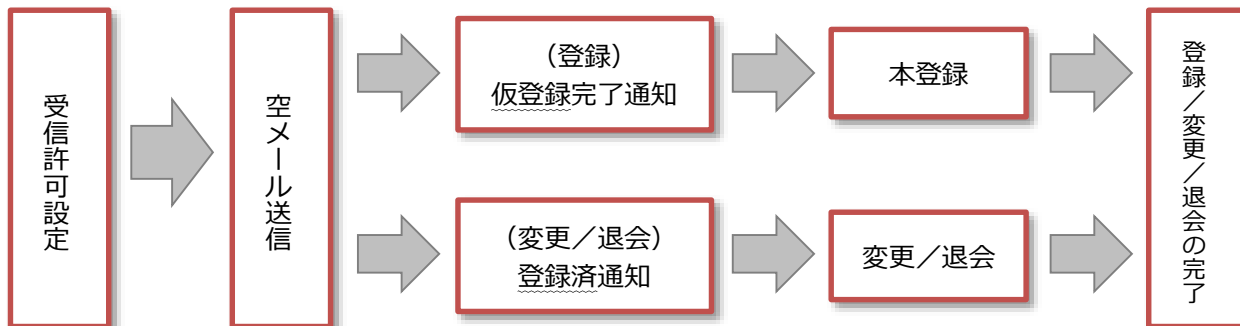 受信許可設定
空メール送信
（登録）
仮登録完了通知
本登録
（変更／退会）
登録済通知
変更／退会
登録／変更／退会の完了